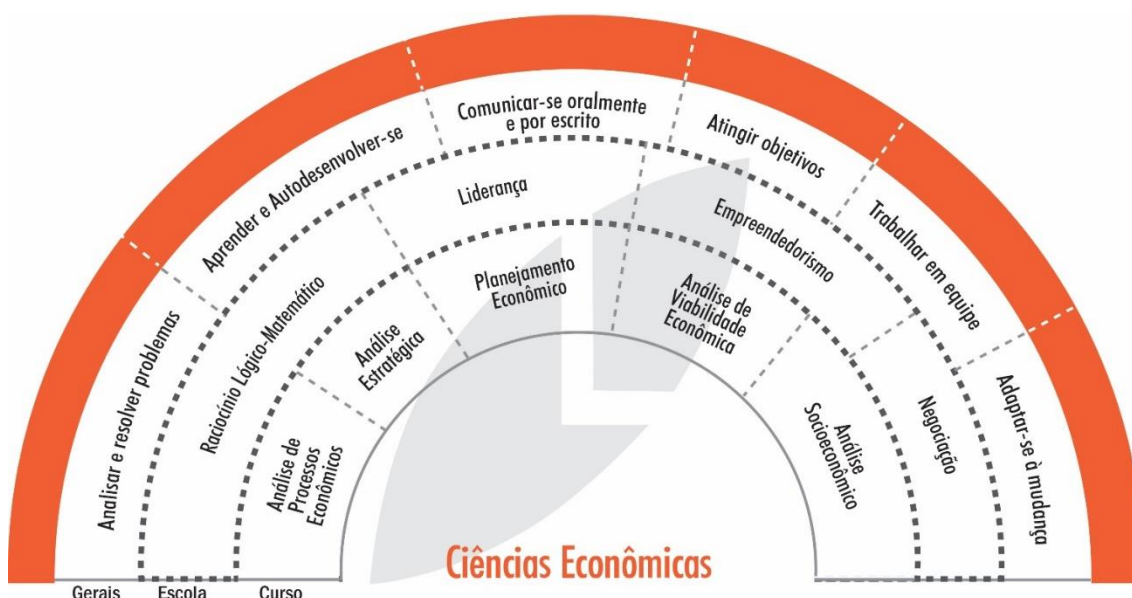 Analisar e resolver problemas
Aprender e Autodesenvolver-se
Comunicar-se oralmente
e por escrito
Atingir objetivos
Trabalhar em equipe
Adaptar-se à mudança
Raciocínio Lógico-Matemático
Liderança
Empreendedorismo
Negociação
Análise de
Processos
Econômicos
Análise
Estratégica
Planejamento
Econômico
Análise de
Viabilidade
Econômica
Análise
Socioeconômico
Ciências Econômicas
Gerais
Escola
Curso